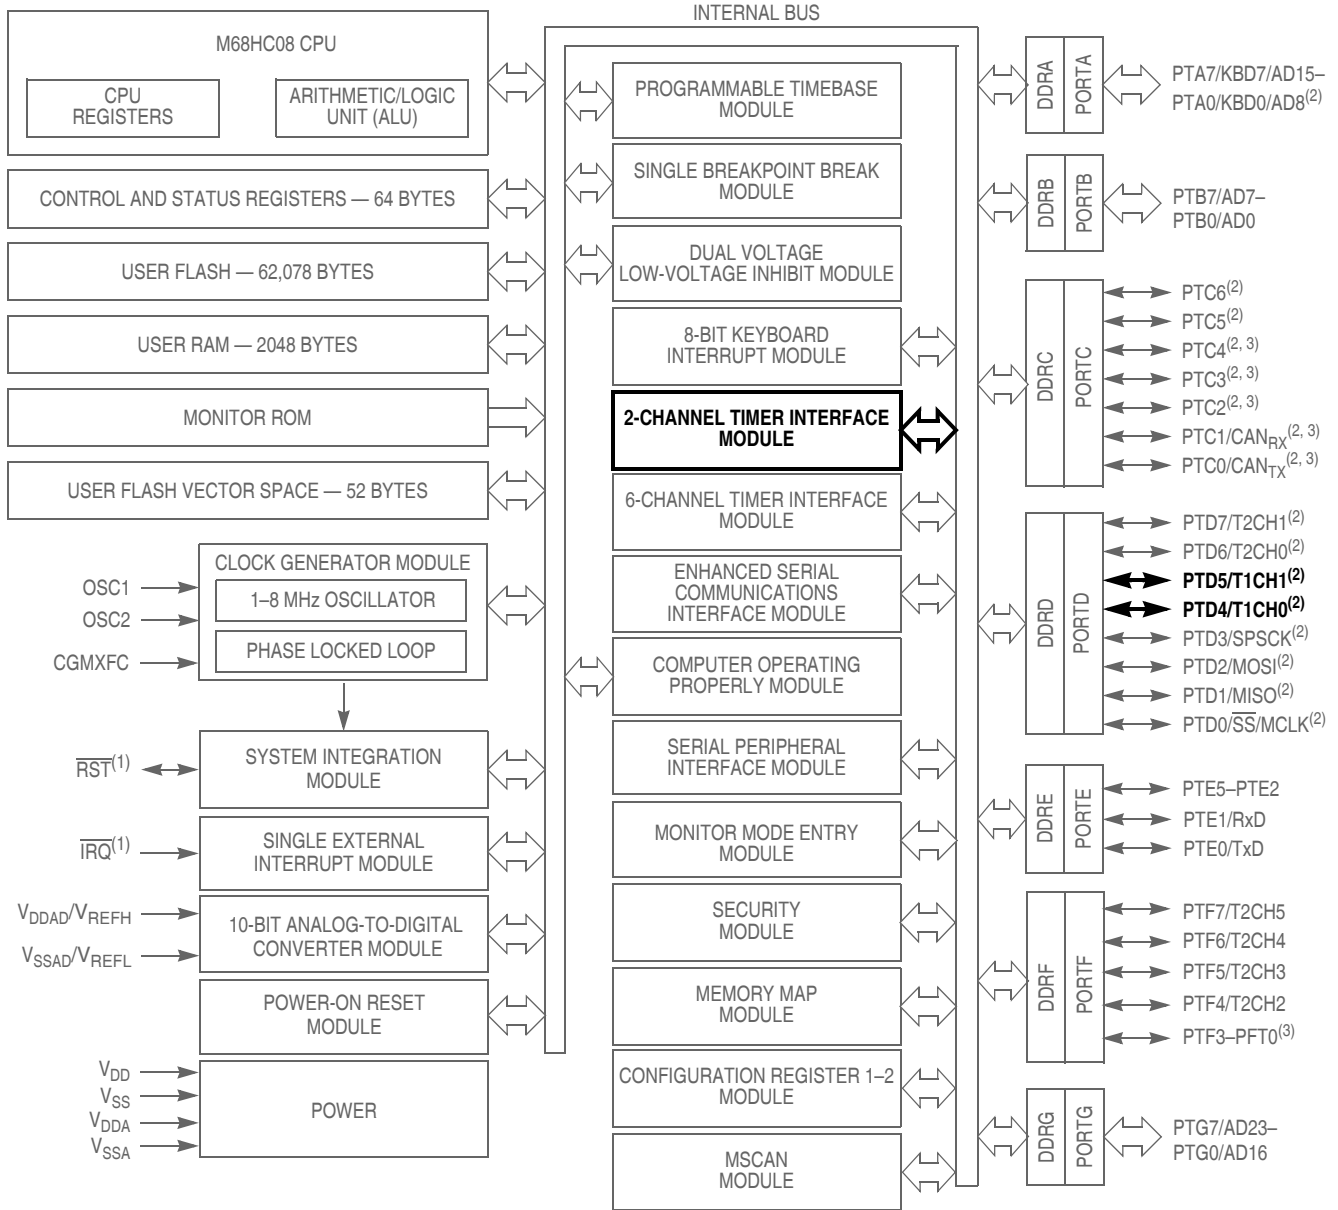 INTERNAL BUS
M68HC08 CPU
CPU
REGISTERS
ARITHMETIC/LOGIC
UNIT (ALU)
CONTROL AND STATUS REGISTERS — 64 BYTES
USER FLASH — 62,078 BYTES
USER RAM — 2048 BYTES
MONITOR ROM
USER FLASH VECTOR SPACE — 52 BYTES
CLOCK GENERATOR MODULE
1–8 MHz OSCILLATOR
PHASE LOCKED LOOP
OSC1
OSC2
CGMXFC
SYSTEM INTEGRATION
MODULE
RST(1)
SINGLE EXTERNAL
INTERRUPT MODULE
IRQ(1)
10-BIT ANALOG-TO-DIGITAL
CONVERTER MODULE
VDDAD/VREFH
VSSAD/VREFL
POWER-ON RESET
MODULE
POWER
VDD
VSS
VDDA
VSSA
PROGRAMMABLE TIMEBASE
MODULE
SINGLE BREAKPOINT BREAK
MODULE
DUAL VOLTAGE
LOW-VOLTAGE INHIBIT MODULE
8-BIT KEYBOARD
INTERRUPT MODULE
2-CHANNEL TIMER INTERFACE
MODULE
6-CHANNEL TIMER INTERFACE
MODULE
ENHANCED SERIAL
COMMUNICATIONS
INTERFACE MODULE
COMPUTER OPERATING
PROPERLY MODULE
SERIAL PERIPHERAL
INTERFACE MODULE
MONITOR MODE ENTRY
MODULE
SECURITY
MODULE
MEMORY MAP
MODULE
CONFIGURATION REGISTER 1–2
MODULE
MSCAN
MODULE
DDRA
PORTA
PTA7/KBD7/AD15–
PTA0/KBD0/AD8(2)
DDRB
PORTB
PTB7/AD7–
PTB0/AD0
DDRC
PORTC
PTC6(2)
PTC5(2)
PTC4(2, 3)
PTC3(2, 3)
PTC2(2, 3)
PTC1/CANRX(2, 3)
PTC0/CANTX(2, 3)
DDRD
PORTD
PTD7/T2CH1(2)
PTD6/T2CH0(2)
PTD5/T1CH1(2)
PTD4/T1CH0(2)
PTD3/SPSCK(2)
PTD2/MOSI(2)
PTD1/MISO(2)
PTD0/SS/MCLK(2)
DDRE
PORTE
PTE5–PTE2
PTE1/RxD
PTE0/TxD
DDRF
PORTF
PTF7/T2CH5
PTF6/T2CH4
PTF5/T2CH3
PTF4/T2CH2
PTF3–PFT0(3)
DDRG
PORTG
PTG7/AD23–
PTG0/AD16